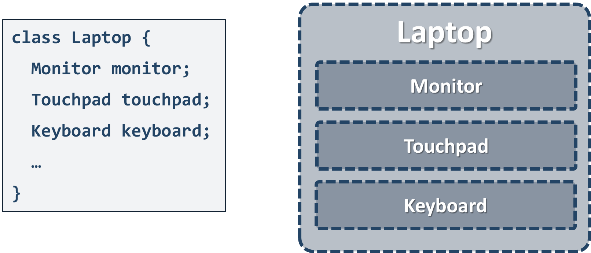 class Laptop {
Monitor monitor;
Touchpad touchpad;
Keyboard keyboard;
…
}
Laptop
Monitor
Touchpad
Keyboard